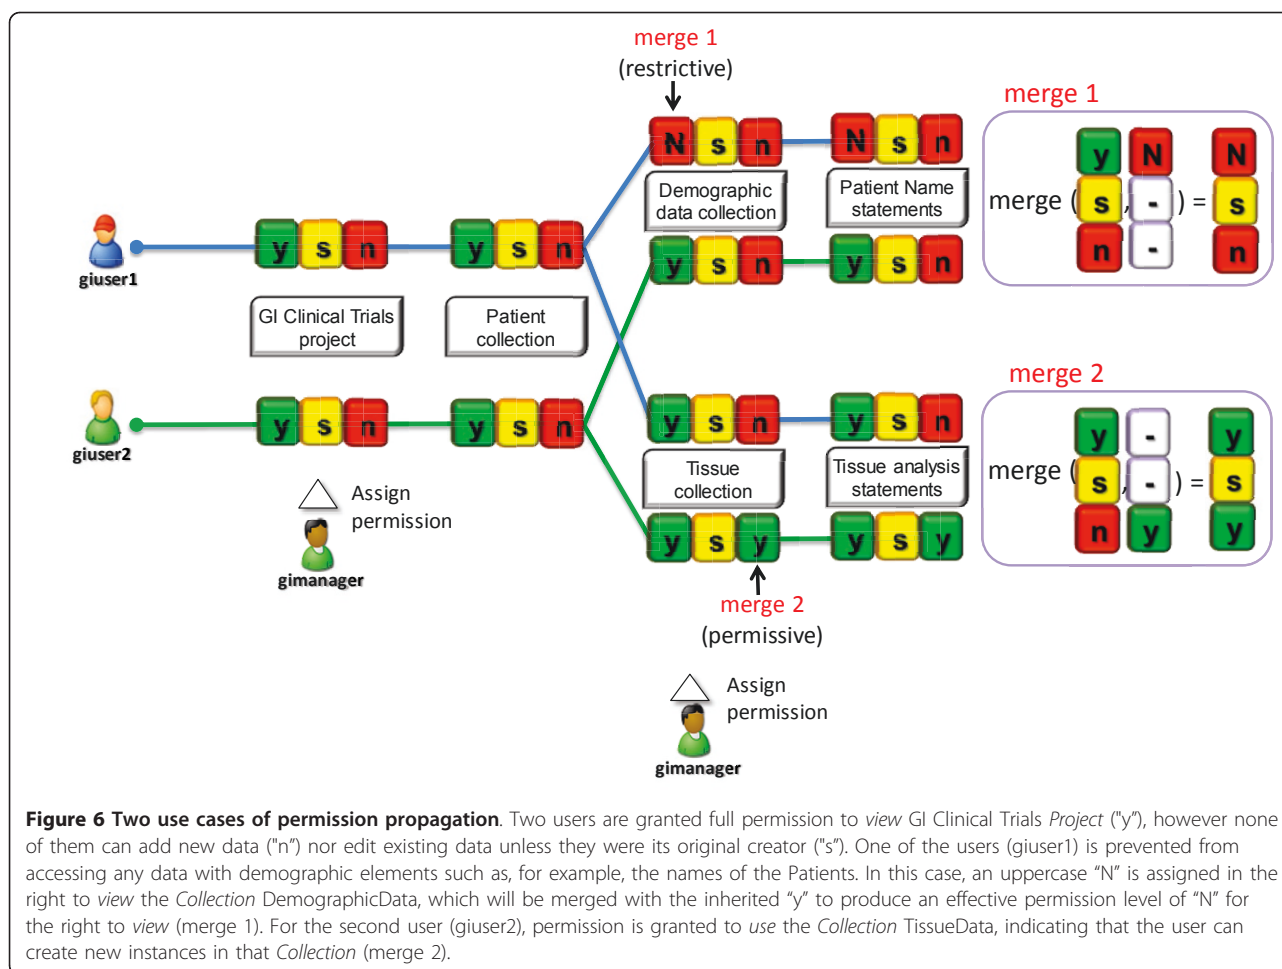 merge 1
(restrictive)
N s n N s n
Demographic
data collection
Patient Name
statements
giuser1
y s n y s n
y s n y s n
GI Clinical Trials
project
Patient
collection
giuser2
y s n y s n
y s n y s n
Tissue
collection
Tissue analysis
statements
y s y y s y
Assign
permission
gimanager
merge 2
(permissive)
Assign
permission
gimanager
merge 1
y N N
merge ( s , - ) = s
n - n
merge 2
y - y
merge ( s , - ) = s
n y y
Figure 6 Two use cases of permission propagation. Two users are granted full permission to view GI Clinical Trials Project ("y"), however none
of them can add new data ("n") nor edit existing data unless they were its original creator ("s"). One of the users (giuser1) is prevented from
accessing any data with demographic elements such as, for example, the names of the Patients. In this case, an uppercase “N” is assigned in the
right to view the Collection DemographicData, which will be merged with the inherited “y” to produce an effective permission level of “N” for
the right to view (merge 1). For the second user (giuser2), permission is granted to use the Collection TissueData, indicating that the user can
create new instances in that Collection (merge 2).